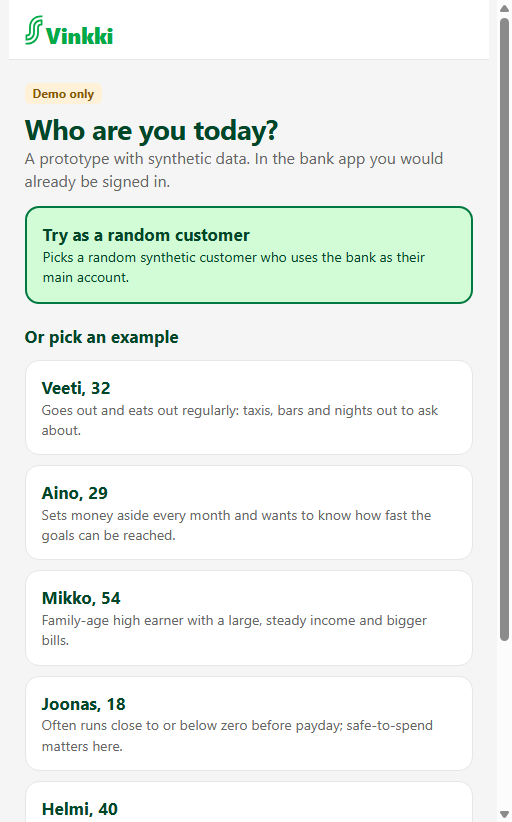 Vinkki
Demo only
Who are you today?
A prototype with synthetic data. In the bank app you would
already be signed in.
Try as a random customer
Picks a random synthetic customer who uses the bank as their
main account.
Or pick an example
Veeti, 32
Goes out and eats out regularly: taxis, bars and nights out to ask
about.
Aino, 29
Sets money aside every month and wants to know how fast the
goals can be reached.
Mikko, 54
Family-age high earner with a large, steady income and bigger
bills.
Joonas, 18
Often runs close to or below zero before payday; safe-to-spend
matters here.
Helmi, 40